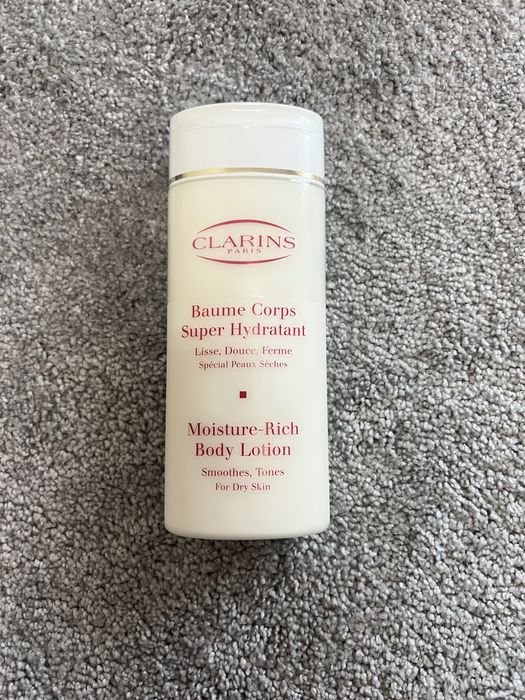 CLARINS
PARIS
Baume Corps
Super Hydratant
Lisse, Douce, Ferme
Spécial Peaux Sèches
Moisture-Rich
Body Lotion
Smoothes, Tones
For Dry Skin